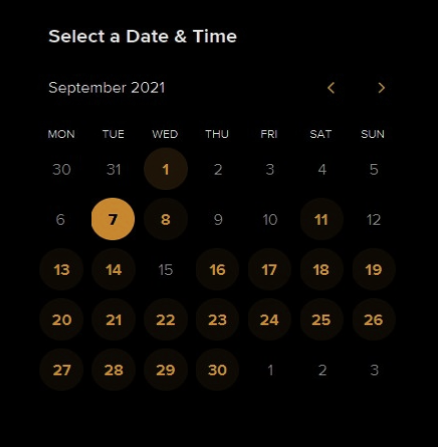 Select a Date & Time
September 2021
MON TUE WED THU FRI SAT SUN
30 31 1 2 3 4 5
6 7 8 9 10 11 12
13 14 15 16 17 18 19
20 21 22 23 24 25 26
27 28 29 30 1 2 3